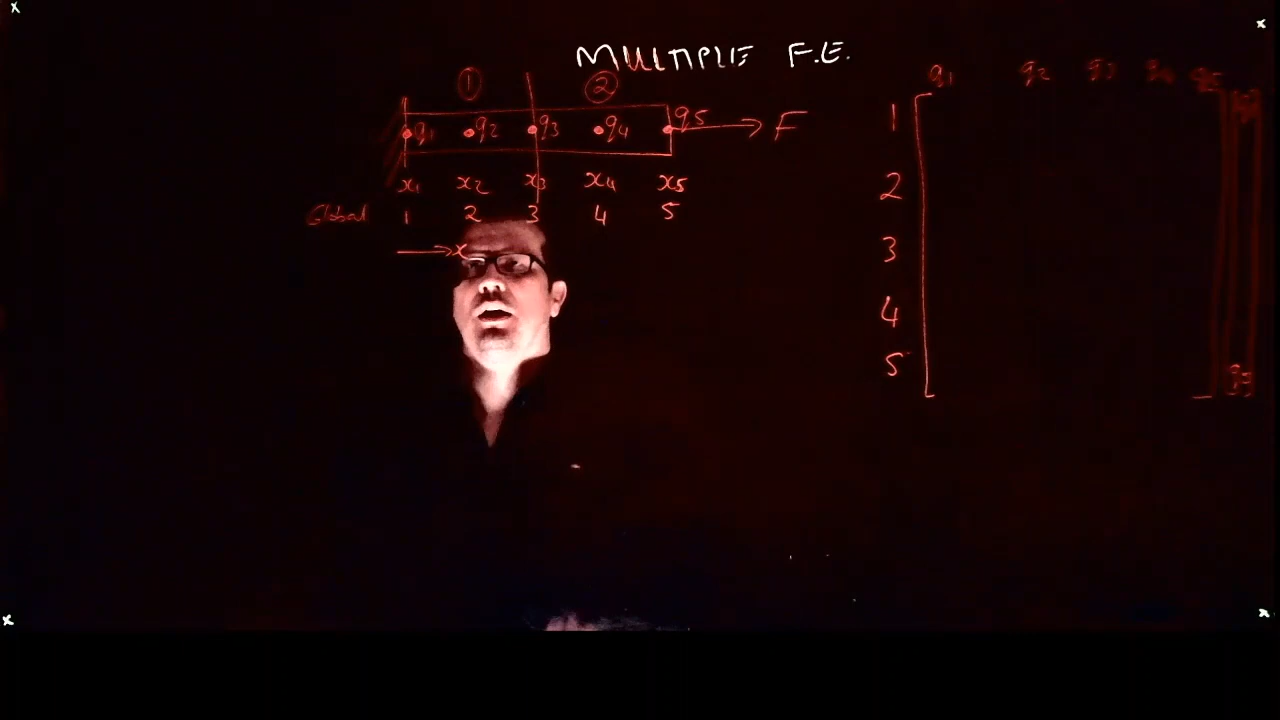 MULTIPLE F.E.
① ②
q1 q2 q3 q4 q5 F
x1 x2 x3 x4 x5
Global 1 2 3 4 5
x
q1 q2 q3 q4 q5
1
2
3
4
5 q5